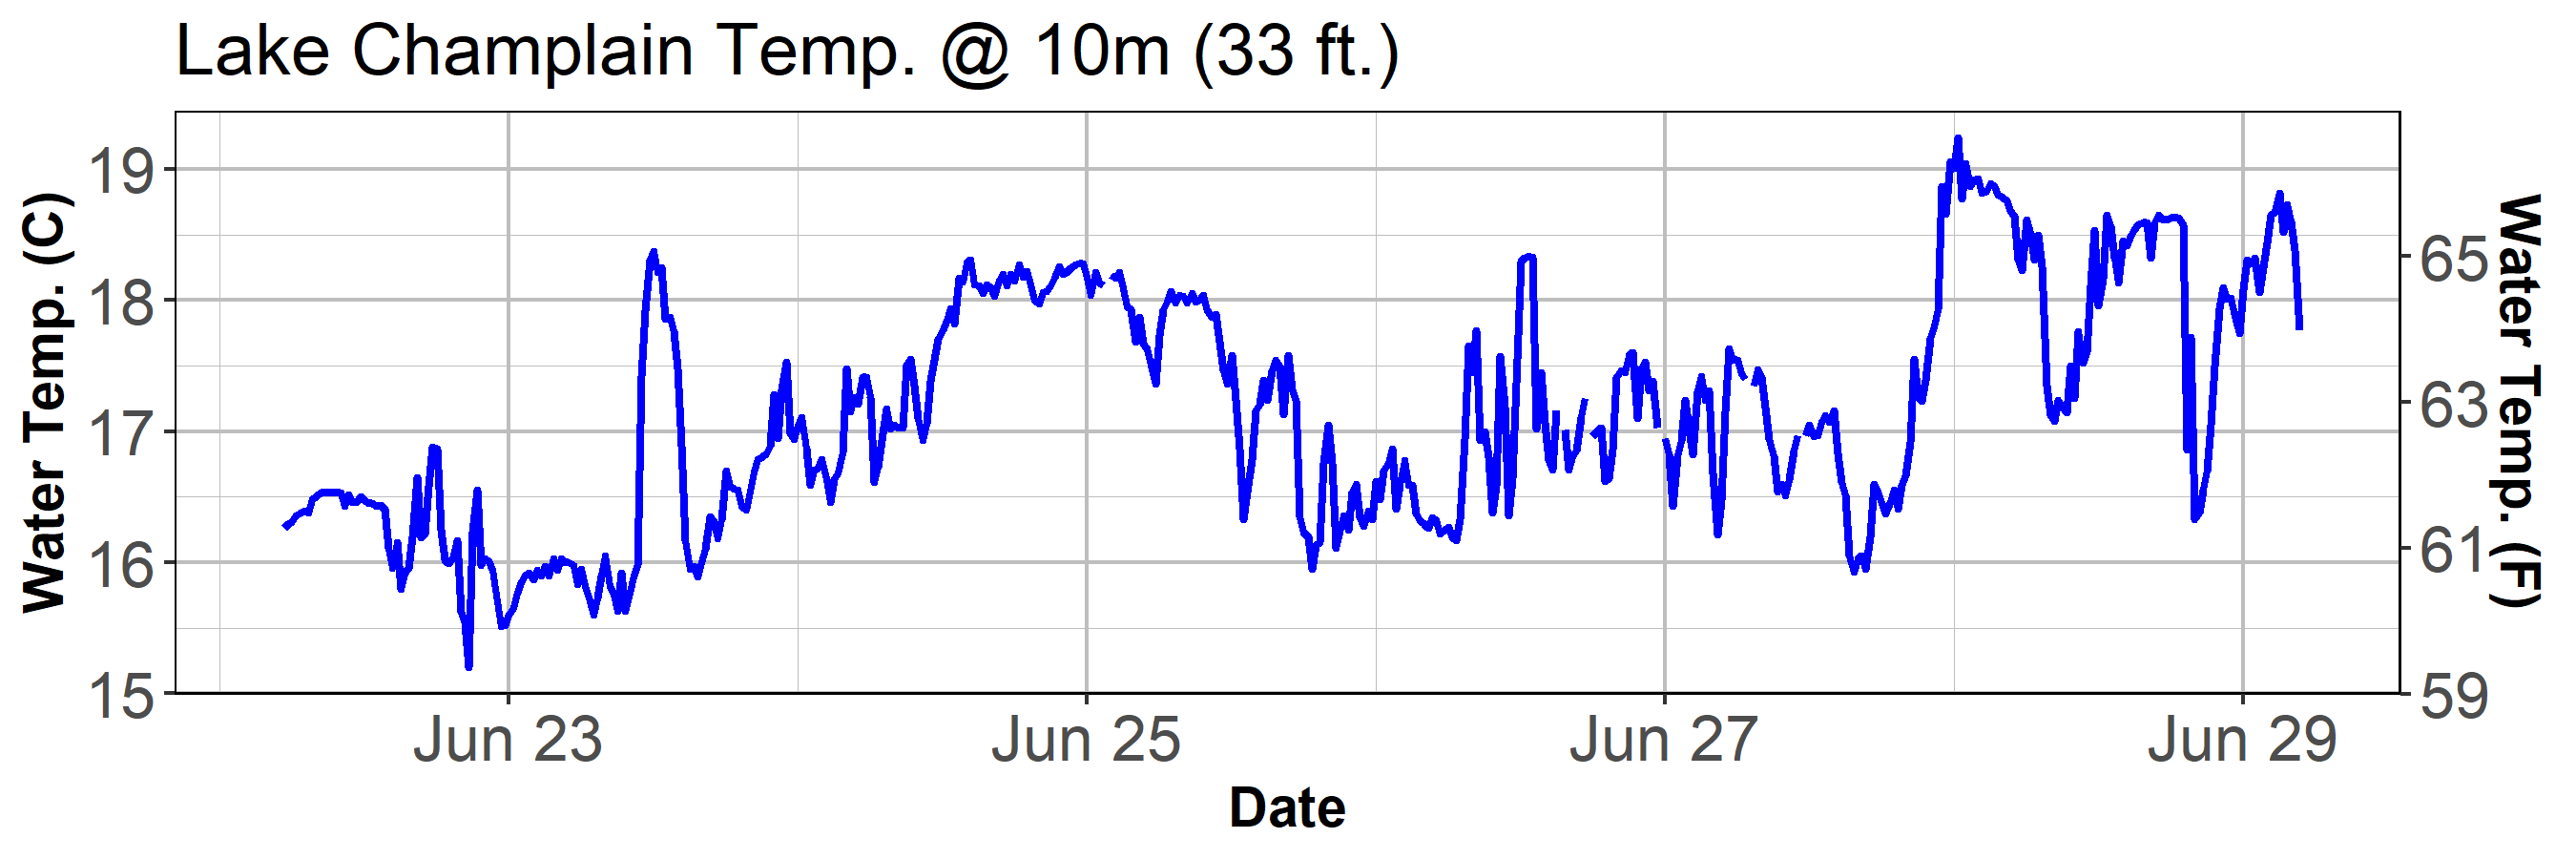 Lake Champlain Temp. @ 10m (33 ft.)
Water Temp. (C)
19
18
17
16
15
65
63
61
59
Water Temp. (F)
Jun 23 Jun 25 Jun 27 Jun 29
Date